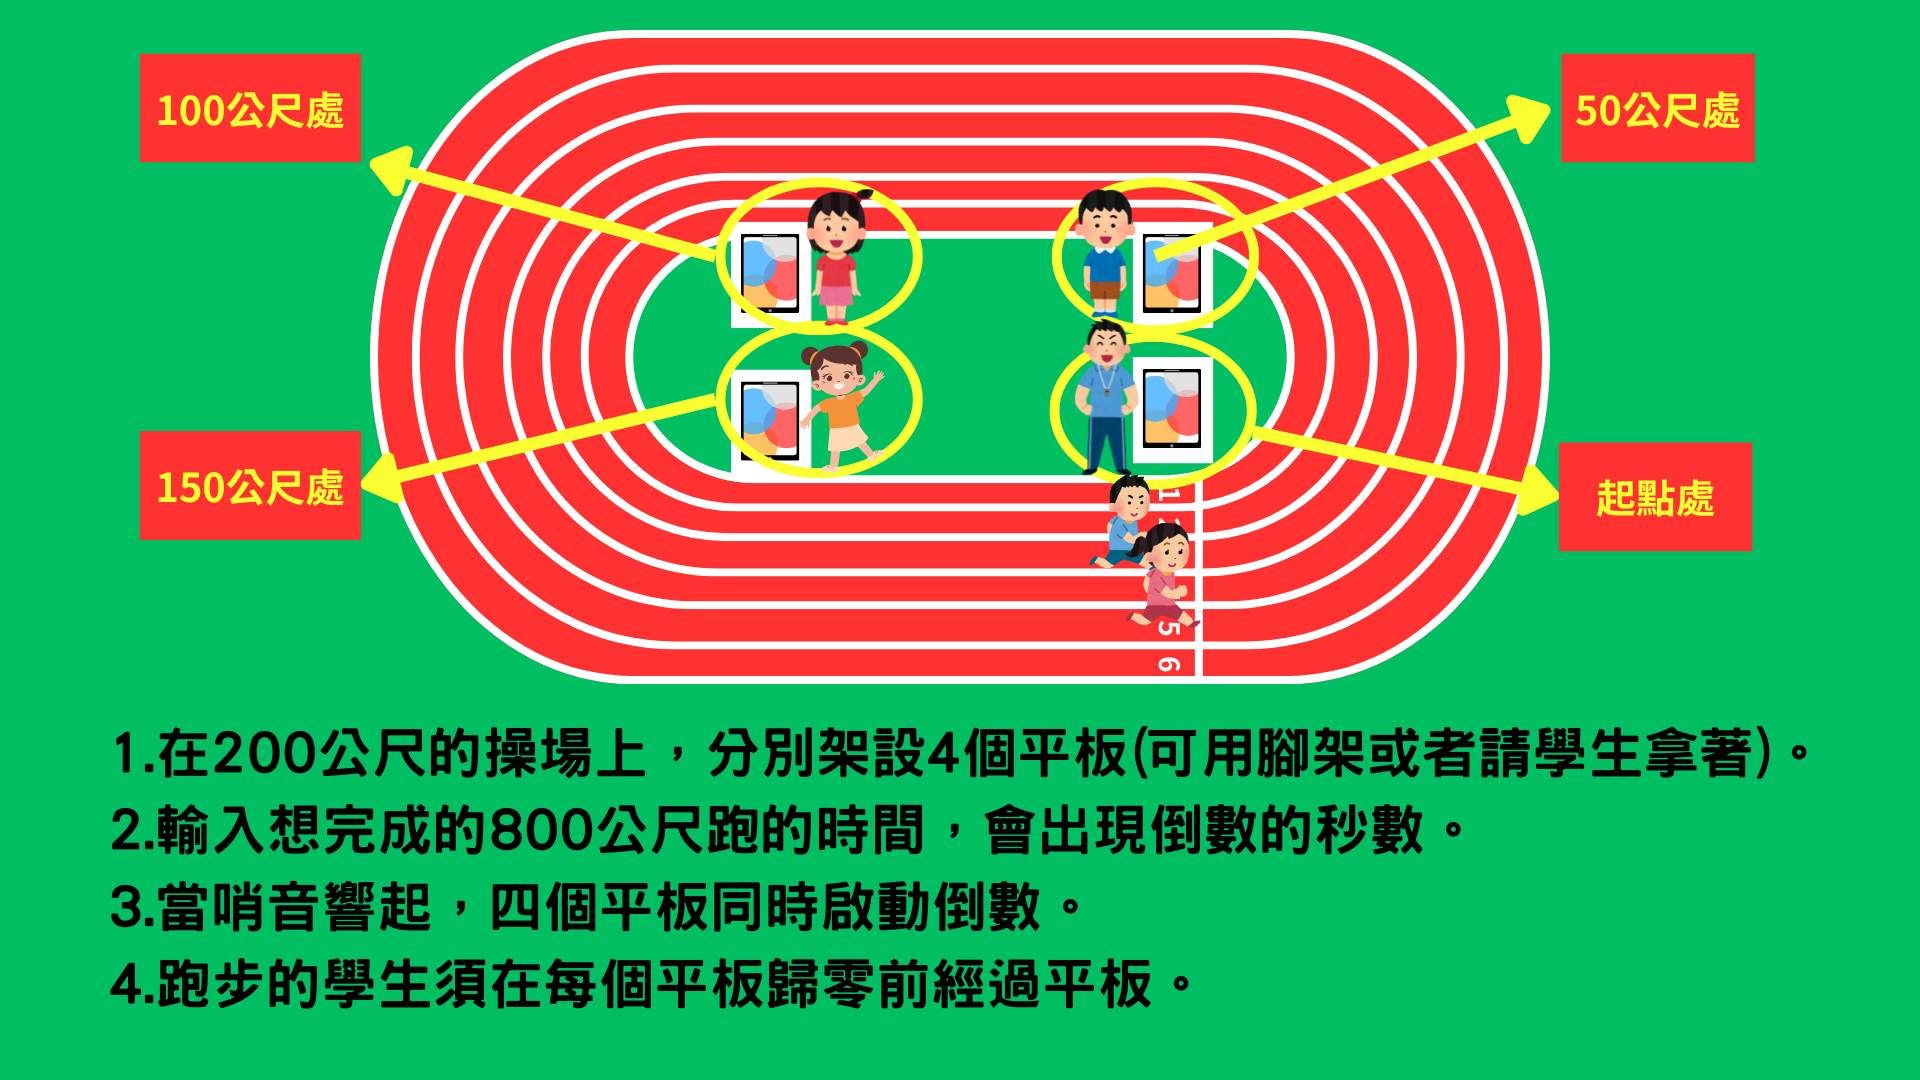 100公尺處
50公尺處
150公尺處
起點處
1
5
6
1.在200公尺的操場上，分別架設4個平板(可用腳架或者請學生拿著)。
2.輸入想完成的800公尺跑的時間，會出現倒數的秒數。
3.當哨音響起，四個平板同時啟動倒數。
4.跑步的學生須在每個平板歸零前經過平板。